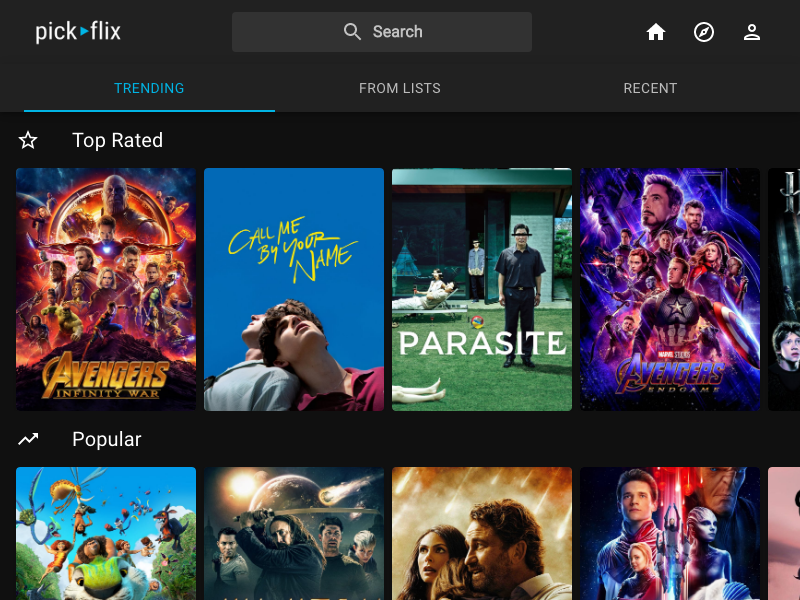 pick flix
Search
TRENDING
FROM LISTS
RECENT
Top Rated
AVENGERS
INFINITY WAR
CALL ME
BY YOUR
NAME
PARASITE
MARVEL STUDIOS
AVENGERS
ENDGAME
Popular